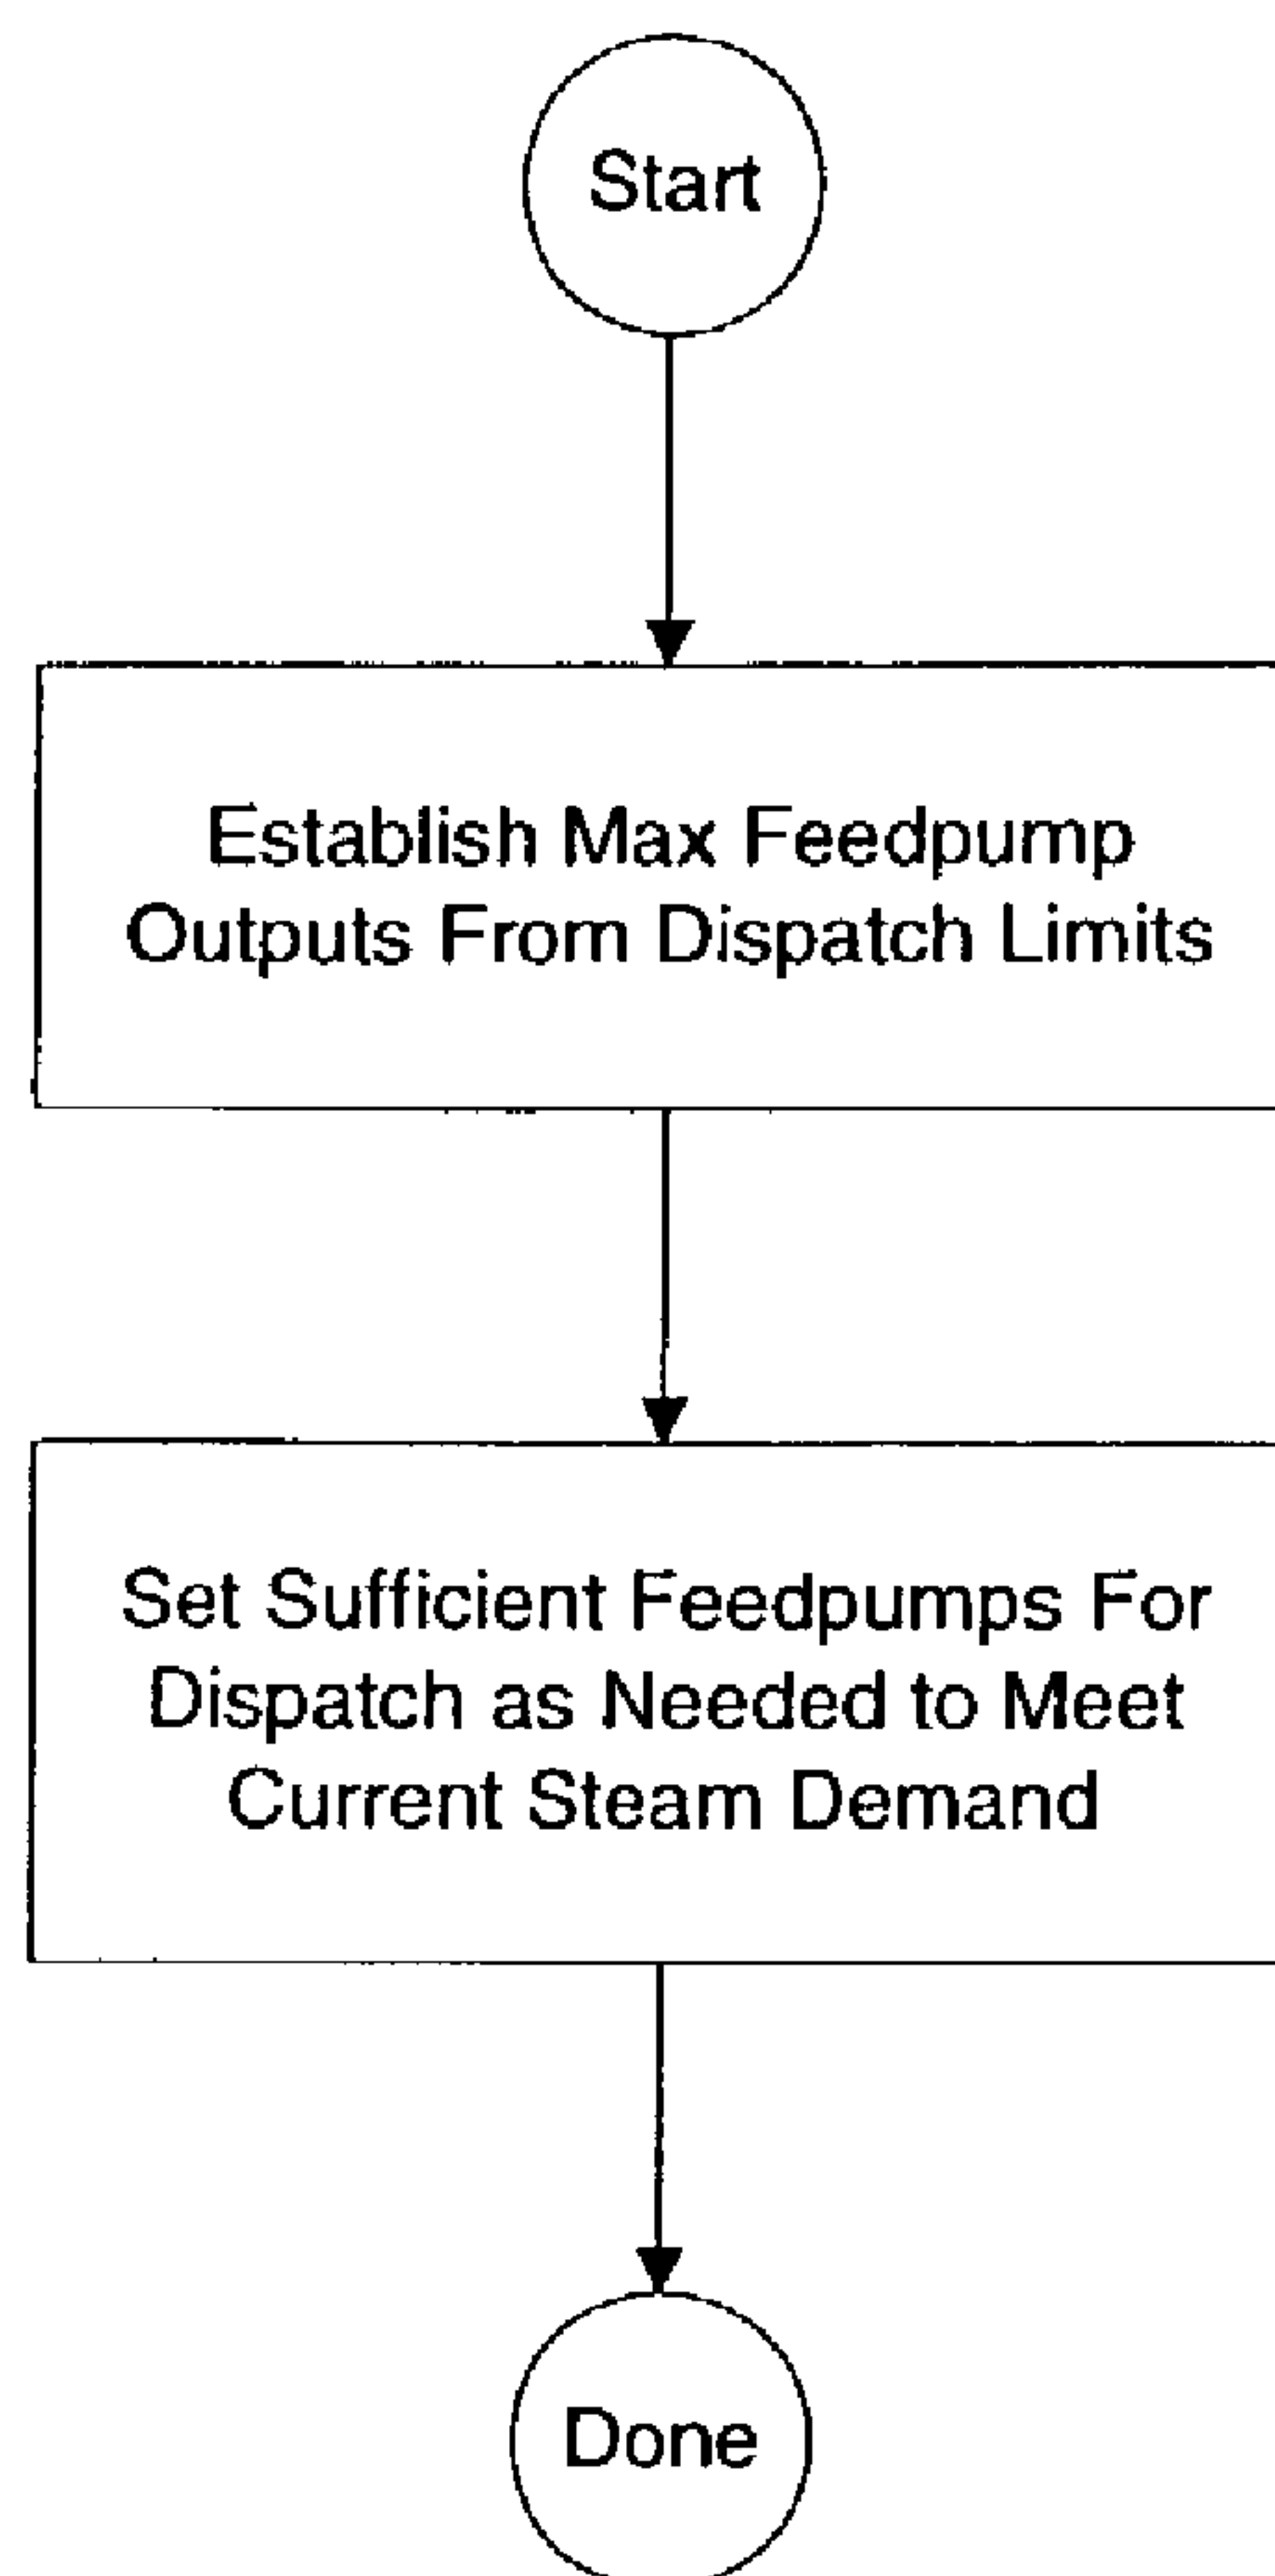 Start
Establish Max Feedpump
Outputs From Dispatch Limits
Set Sufficient Feedpumps For
Dispatch as Needed to Meet
Current Steam Demand
Done